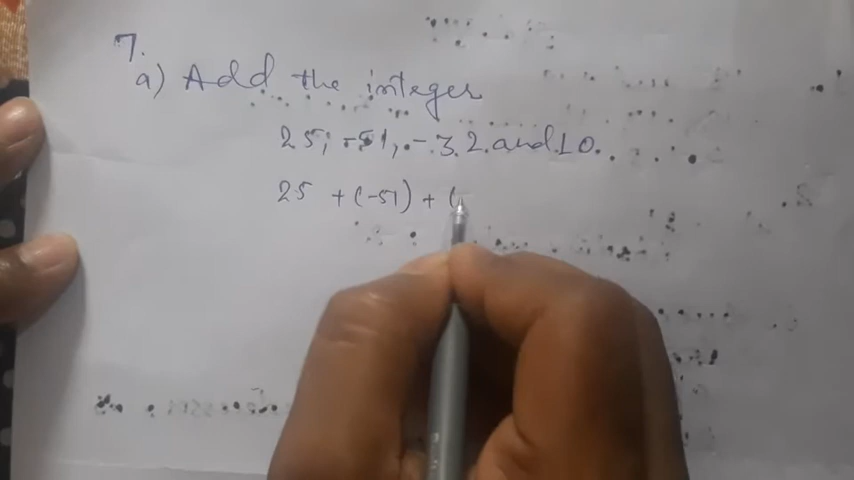 7.
a) Add the integer
25, -51, -32 and 10.
25 + (-51) + (